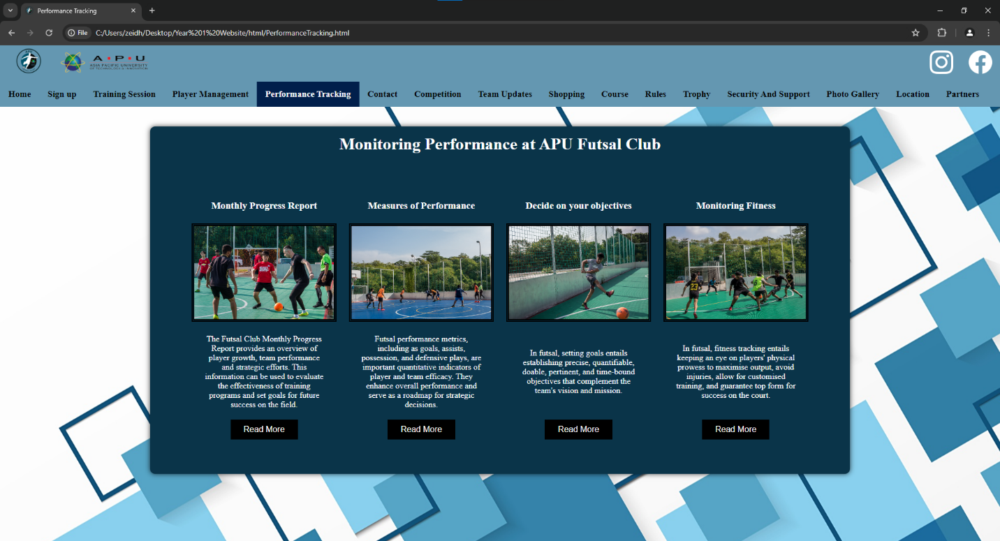 Performance Tracking
File C:/Users/zeidh/Desktop/Year%201%20Website/html/PerformanceTracking.html
A • P • U
ASIA PACIFIC UNIVERSITY
OF TECHNOLOGY & INNOVATION
Home Sign up Training Session Player Management Performance Tracking Contact Competition Team Updates Shopping Course Rules Trophy Security And Support Photo Gallery Location Partners
Monitoring Performance at APU Futsal Club
Monthly Progress Report
The Futsal Club Monthly Progress
Report provides an overview of
player growth, team performance
and strategic efforts. This
information can be used to evaluate
the effectiveness of training
programs and set goals for future
success on the field.
Read More
Measures of Performance
Futsal performance metrics,
including as goals, assists,
possession, and defensive plays, are
important quantitative indicators of
player and team efficacy. They
enhance overall performance and
serve as a roadmap for strategic
decisions.
Read More
Decide on your objectives
In futsal, setting goals entails
establishing precise, quantifiable,
doable, pertinent, and time-bound
objectives that complement the
team's vision and mission.
Read More
Monitoring Fitness
23
In futsal, fitness tracking entails
keeping an eye on players' physical
prowess to maximise output, avoid
injuries, allow for customised
training, and guarantee top form for
success on the court.
Read More